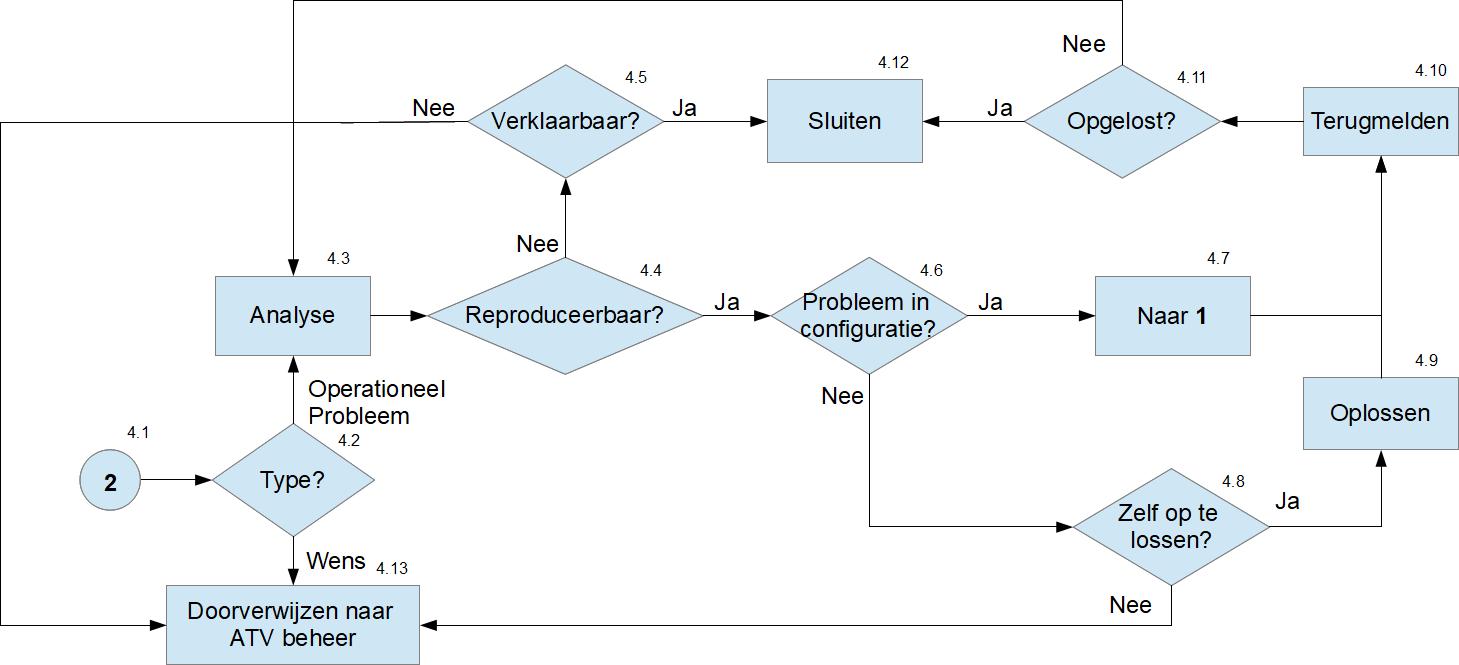 Nee
4.5
4.12
4.11
4.10
Nee
Verklaarbaar?
Ja
Sluiten
Ja
Opgelost?
Terugmelden
Nee
4.3
4.4
4.6
4.7
Analyse
Reproduceerbaar?
Ja
Probleem in
configuratie?
Ja
Naar 1
4.9
Operationeel
Probleem
Nee
Oplossen
4.1
4.2
2
Type?
4.8
Zelf op te
lossen?
Ja
Wens
4.13
Doorverwijzen naar
ATV beheer
Nee